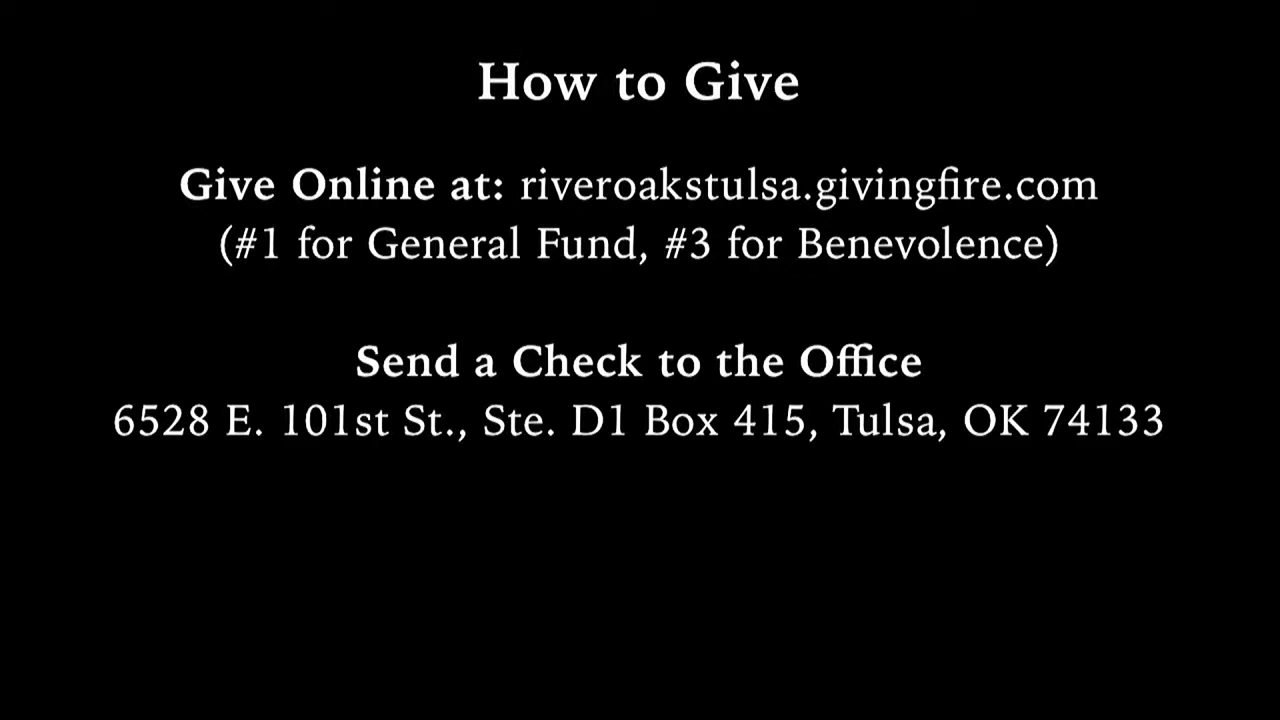 How to Give
Give Online at: riveroakstulsa.givingfire.com
(#1 for General Fund, #3 for Benevolence)
Send a Check to the Office
6528 E. 101st St., Ste. D1 Box 415, Tulsa, OK 74133